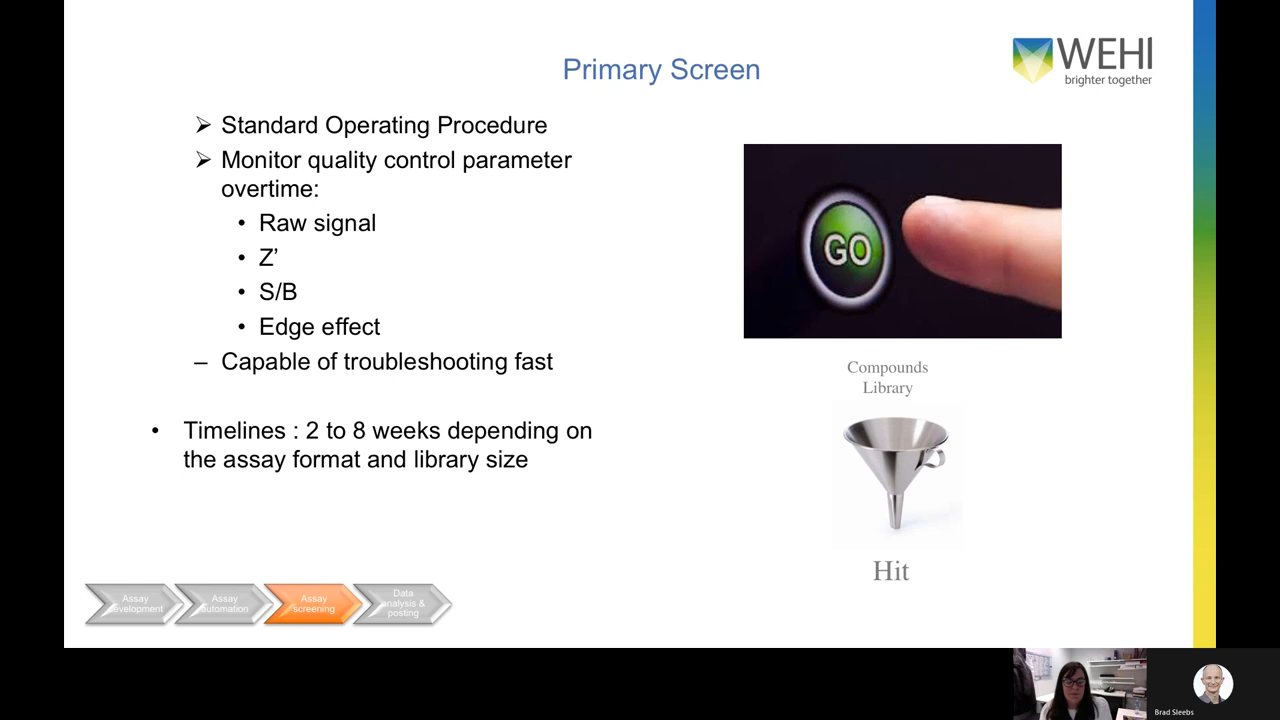 Primary Screen
WEHI
brighter together
➢ Standard Operating Procedure
➢ Monitor quality control parameter
overtime:
• Raw signal
• Z’
• S/B
• Edge effect
– Capable of troubleshooting fast
• Timelines : 2 to 8 weeks depending on
the assay format and library size
GO
Compounds
Library
Hit
Assay
development
Assay
automation
Assay
screening
Data
analysis &
posting
Brad Sleebs